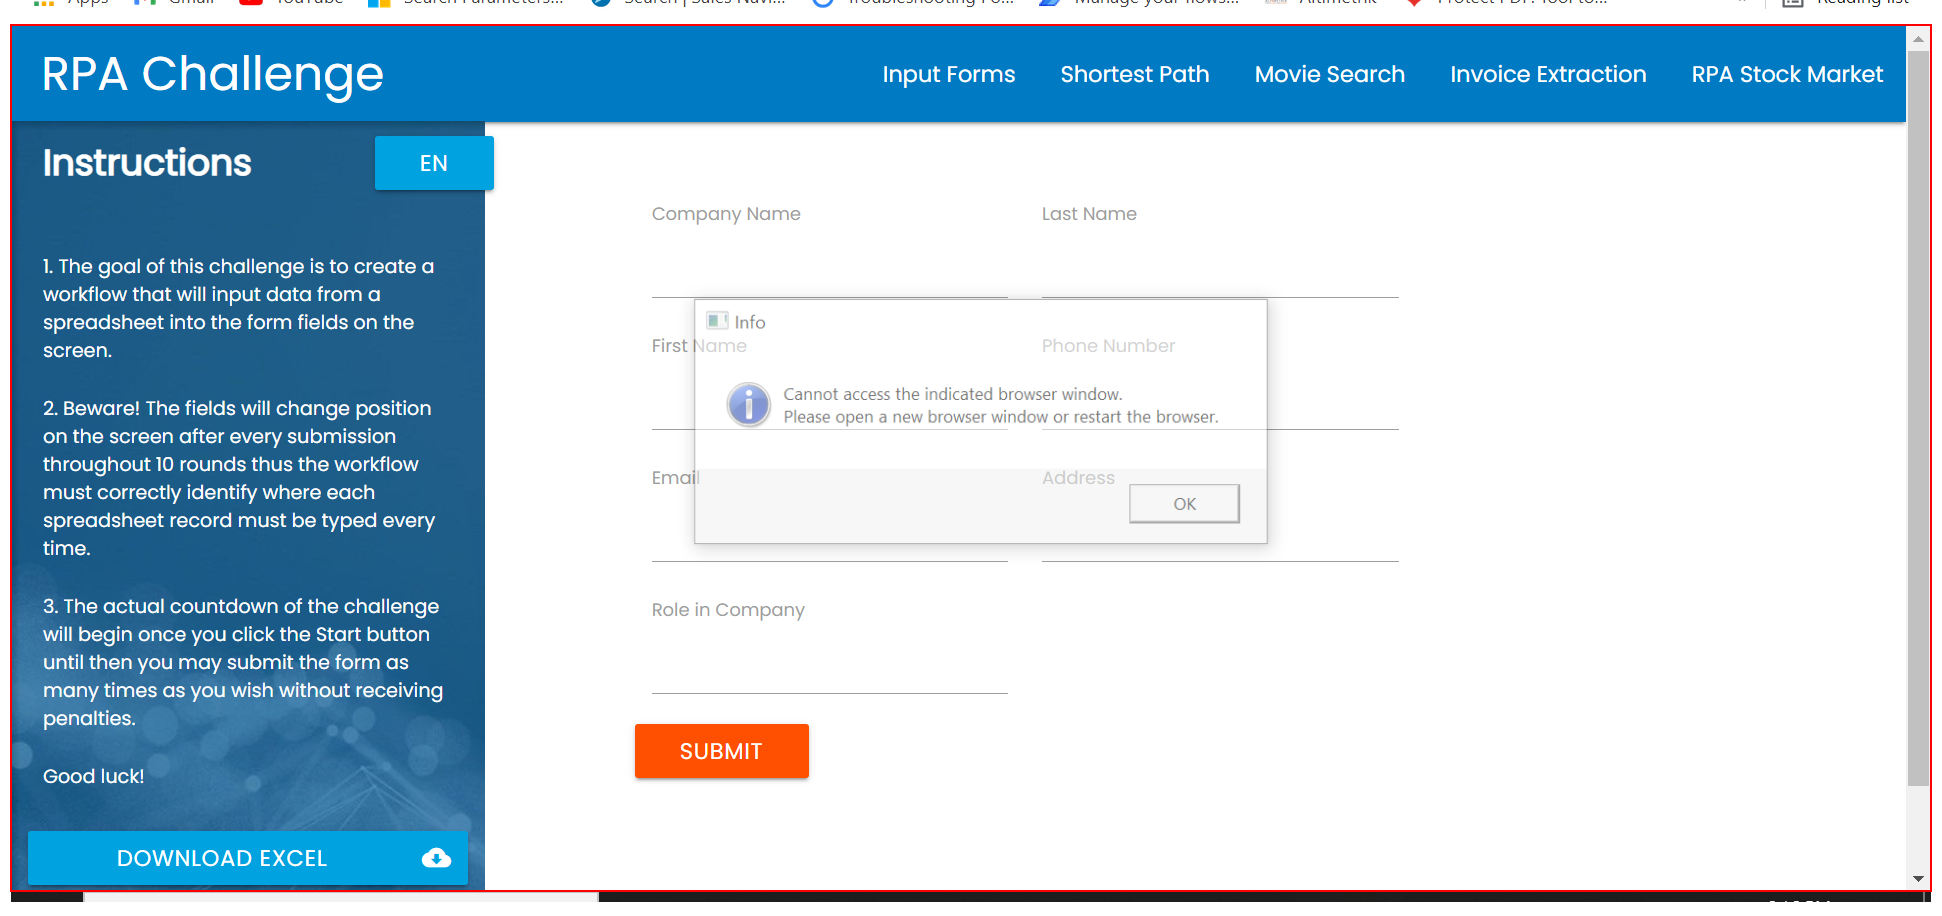 Apps Gmail YouTube Search Parameters... Search | Sales Navi... Troubleshooting Po... Manage your flows... Altimetrik Protect PDF. Tool to... » Reading list
RPA Challenge
Input Forms Shortest Path Movie Search Invoice Extraction RPA Stock Market
Instructions
EN
1. The goal of this challenge is to create a
workflow that will input data from a
spreadsheet into the form fields on the
screen.
2. Beware! The fields will change position
on the screen after every submission
throughout 10 rounds thus the workflow
must correctly identify where each
spreadsheet record must be typed every
time.
3. The actual countdown of the challenge
will begin once you click the Start button
until then you may submit the form as
many times as you wish without receiving
penalties.
Good luck!
DOWNLOAD EXCEL
Company Name Last Name
First Name Phone Number
Email Address
Role in Company
SUBMIT
Info
Cannot access the indicated browser window.
Please open a new browser window or restart the browser.
OK